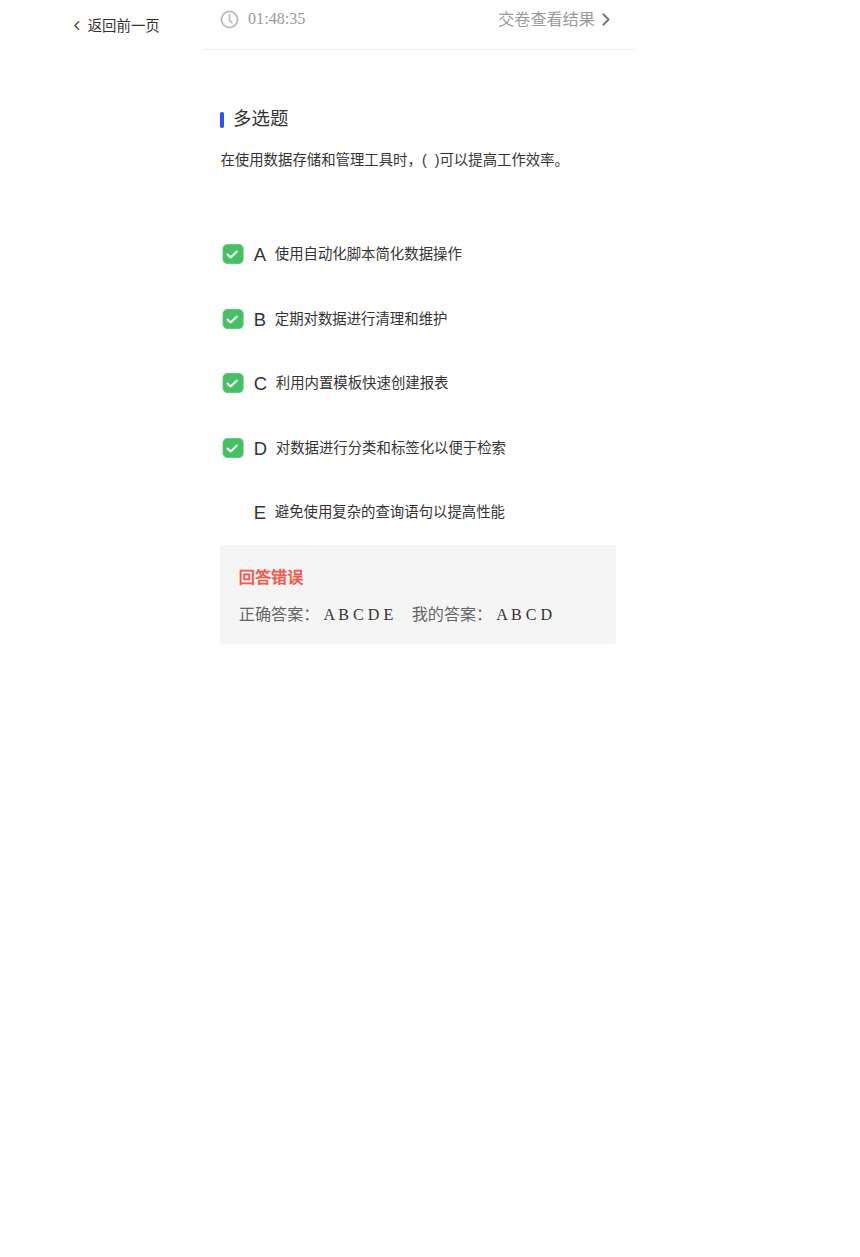 返回前一页
01:48:35
交卷查看结果
多选题
在使用数据存储和管理工具时，(  )可以提高工作效率。
A 使用自动化脚本简化数据操作
B 定期对数据进行清理和维护
C 利用内置模板快速创建报表
D 对数据进行分类和标签化以便于检索
E 避免使用复杂的查询语句以提高性能
回答错误
正确答案： A B C D E 我的答案： A B C D